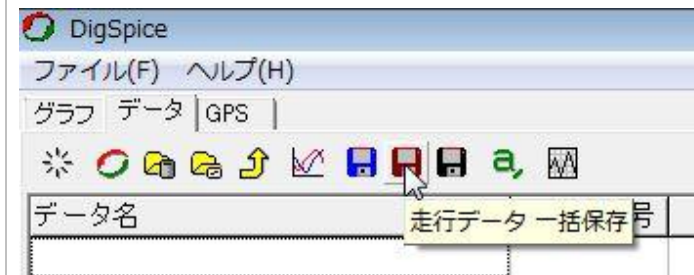 DigSpice
ファイル(F) ヘルプ(H)
グラフ データ GPS
a,
データ名 号
走行データ 一括保存